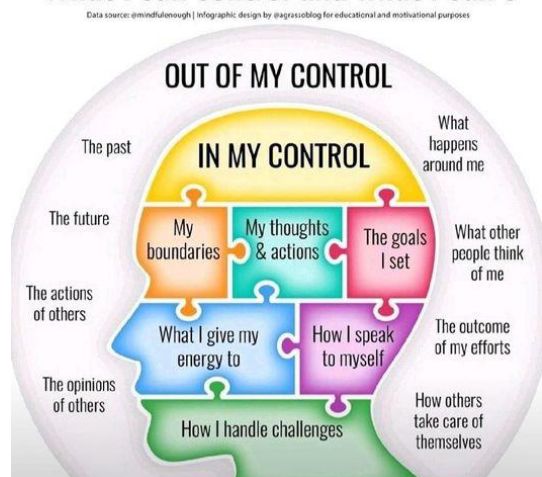 Data source: @mindfulenough | Infographic design by @agrassoblog for educational and motivational purposes
OUT OF MY CONTROL
The past
The future
The actions
of others
The opinions
of others
IN MY CONTROL
My
boundaries
My thoughts
& actions
The goals
I set
What I give my
energy to
How I speak
to myself
How I handle challenges
What
happens
around me
What other
people think
of me
The outcome
of my efforts
How others
take care of
themselves